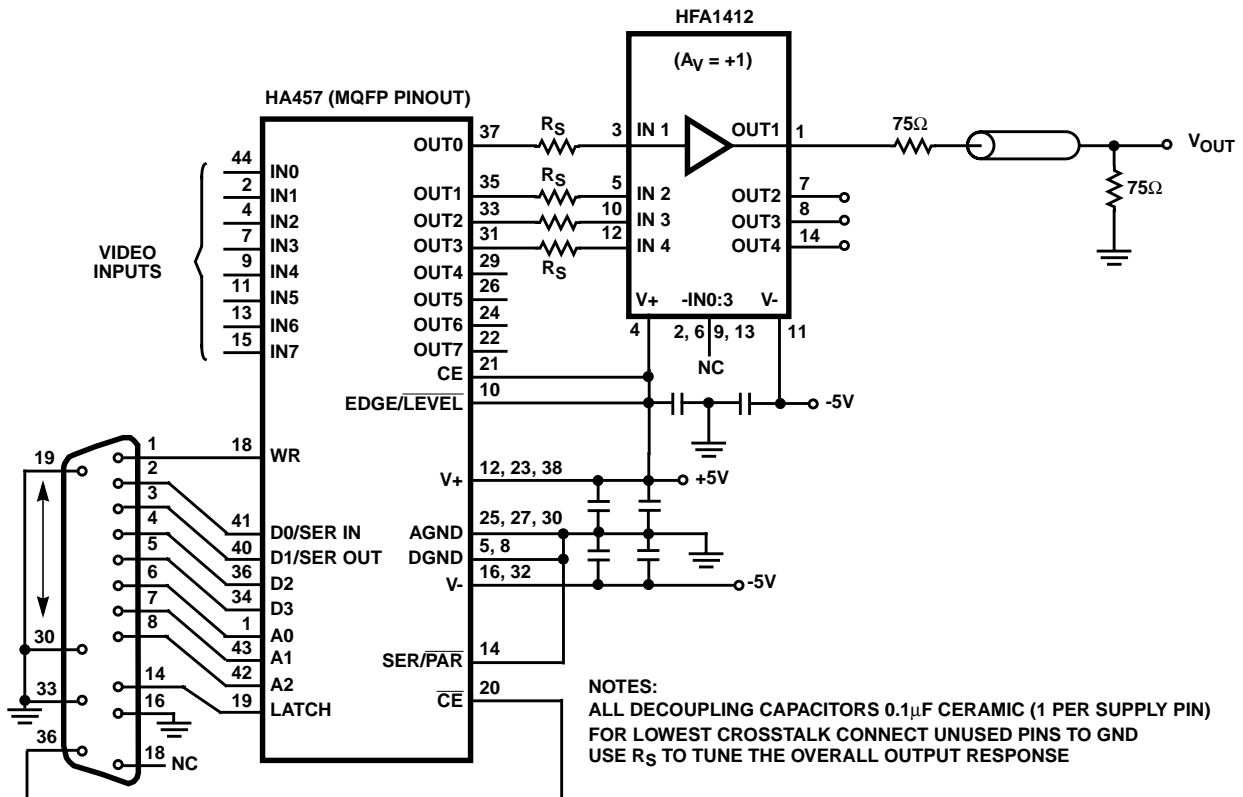 HFA1412
(AV = +1)
HA457 (MQFP PINOUT)
44 IN0
2 IN1
4 IN2
7 IN3
9 IN4
11 IN5
13 IN6
15 IN7
VIDEO
INPUTS
OUT0 37
OUT1 35
OUT2 33
OUT3 31
OUT4 29
OUT5 26
OUT6 24
OUT7 22
CE 21
EDGE/LEVEL 10
V+ 12, 23, 38
AGND 25, 27, 30
DGND 5, 8
V- 16, 32
SER/PAR 14
CE 20
RS
RS
RS
3 IN 1
5 IN 2
10 IN 3
12 IN 4
OUT1 1
OUT2 7
OUT3 8
OUT4 14
V+ -IN0:3 V-
4 2, 6 9, 13 11
NC
75Ω
VOUT
75Ω
-5V
+5V
-5V
18 WR
41 D0/SER IN
40 D1/SER OUT
36 D2
34 D3
1 A0
43 A1
42 A2
19 LATCH
19
30
33
36
1
2
3
4
5
6
7
8
14
16
18 NC
NOTES:
ALL DECOUPLING CAPACITORS 0.1μF CERAMIC (1 PER SUPPLY PIN)
FOR LOWEST CROSSTALK CONNECT UNUSED PINS TO GND
USE RS TO TUNE THE OVERALL OUTPUT RESPONSE